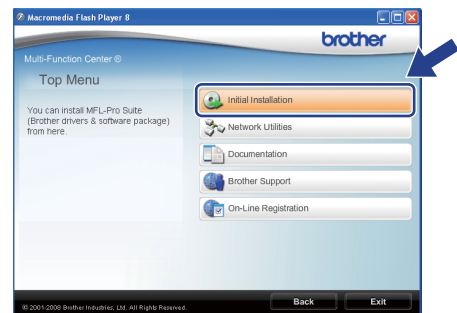 Macromedia Flash Player 8
brother
Multi-Function Center ®
Top Menu
You can install MFL-Pro Suite
(Brother drivers & software package)
from here.
Initial Installation
Network Utilities
Documentation
Brother Support
On-Line Registration
© 2001-2008 Brother Industries, Ltd. All Rights Reserved.
Back
Exit